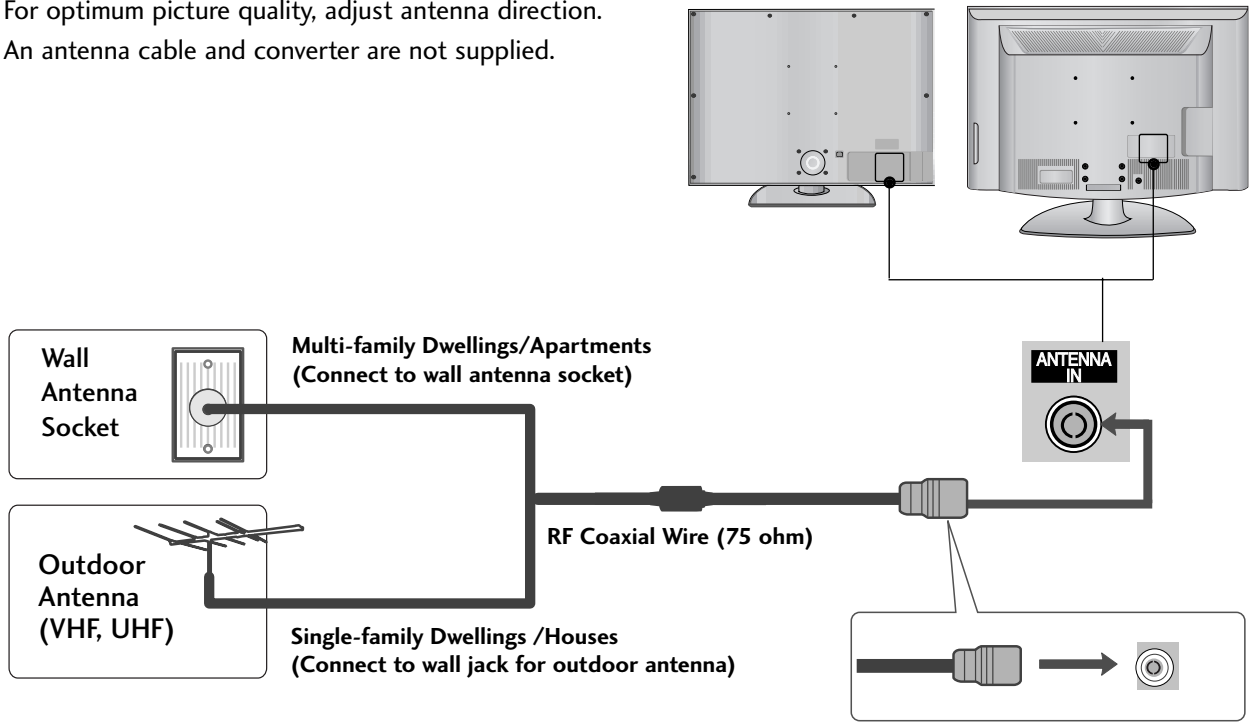 For optimum picture quality, adjust antenna direction.
An antenna cable and converter are not supplied.
Wall
Antenna
Socket
Multi-family Dwellings/Apartments
(Connect to wall antenna socket)
ANTENNA
IN
RF Coaxial Wire (75 ohm)
Outdoor
Antenna
(VHF, UHF)
Single-family Dwellings /Houses
(Connect to wall jack for outdoor antenna)